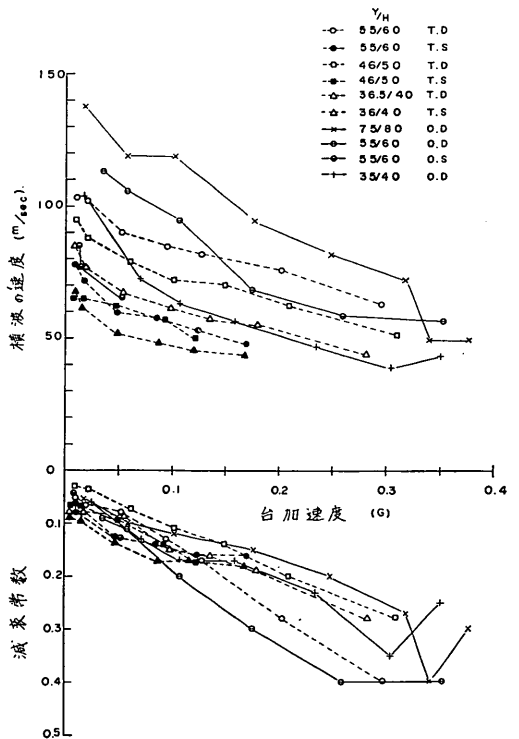 Y/H
55/60 T.D
55/60 T.S
46/50 T.D
46/50 T.S
36.5/40 T.D
36/40 T.S
75/80 O.D
55/60 O.D
55/60 O.S
35/40 O.D
150
100
50
0
横波の速度 (m/sec).
0.1
0.2
0.3
0.4
台加速度 (G)
0.1
0.2
0.3
0.4
0.5
減衰常数